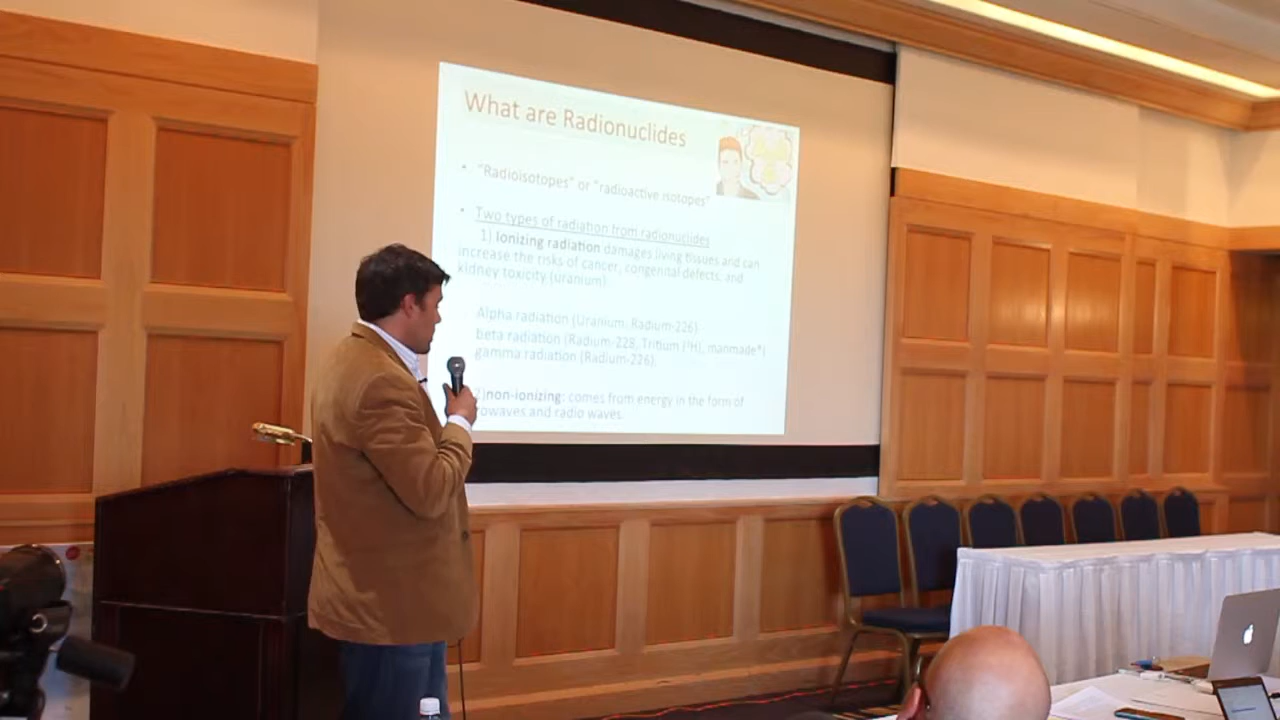 What are Radionuclides
• "Radioisotopes" or "radioactive isotopes"
• Two types of radiation from radionuclides
1) Ionizing radiation damages living tissues and can
increase the risks of cancer, congenital defects, and
kidney toxicity (uranium).
Alpha radiation (Uranium, Radium-226)
beta radiation (Radium-228, Tritium (³H), manmade*)
gamma radiation (Radium-226).
2)non-ionizing: comes from energy in the form of
rowaves and radio waves.